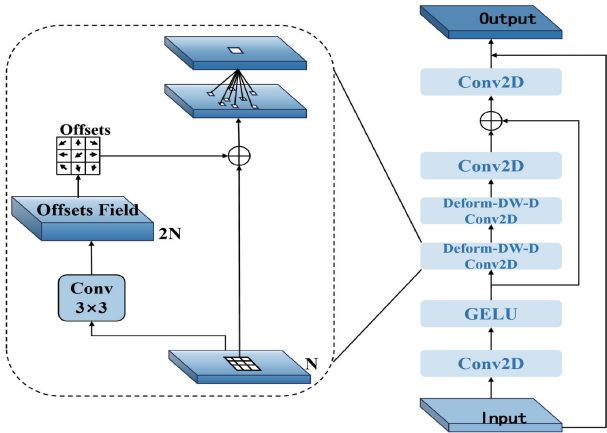 Offsets
Offsets Field
2N
Conv
3×3
N
Output
Conv2D
Conv2D
Deform-DW-D
Conv2D
Deform-DW-D
Conv2D
GELU
Conv2D
Input